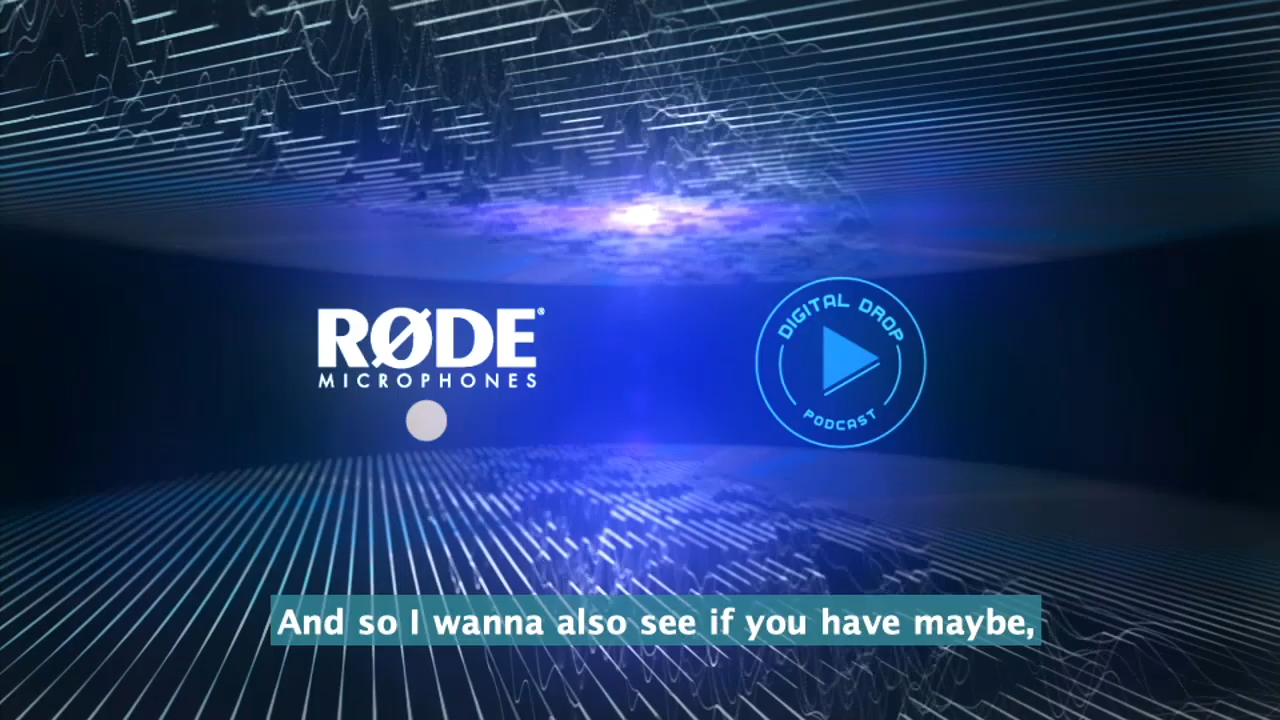 RØDE®
MICROPHONES
DIGITAL DROP
PODCAST
And so I wanna also see if you have maybe,